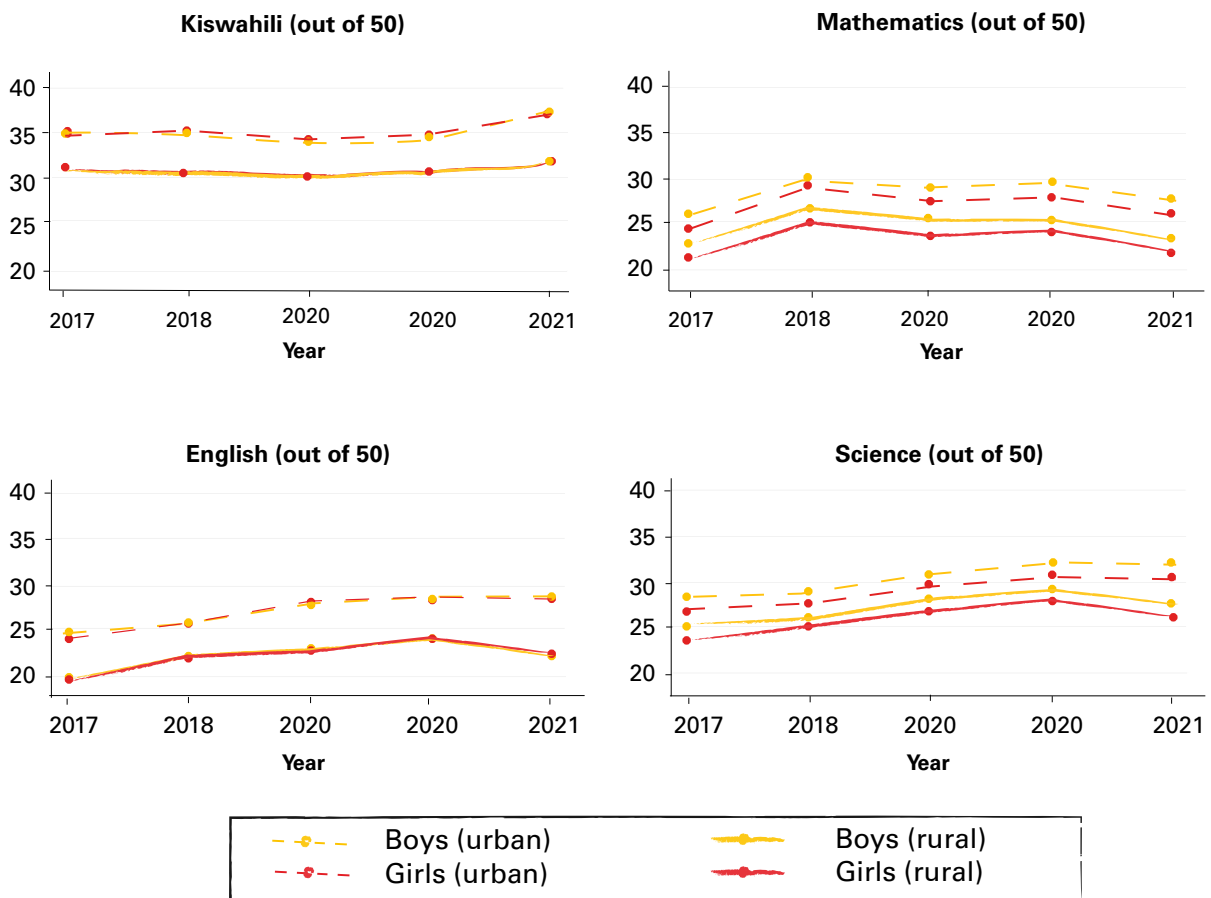 Kiswahili (out of 50)
40
35
30
25
20
2017 2018 2020 2020 2021
Year
Mathematics (out of 50)
40
35
30
25
20
2017 2018 2020 2020 2021
Year
English (out of 50)
40
35
30
25
20
2017 2018 2020 2020 2021
Year
Science (out of 50)
40
35
30
25
20
2017 2018 2020 2020 2021
Year
Boys (urban) Boys (rural)
Girls (urban) Girls (rural)